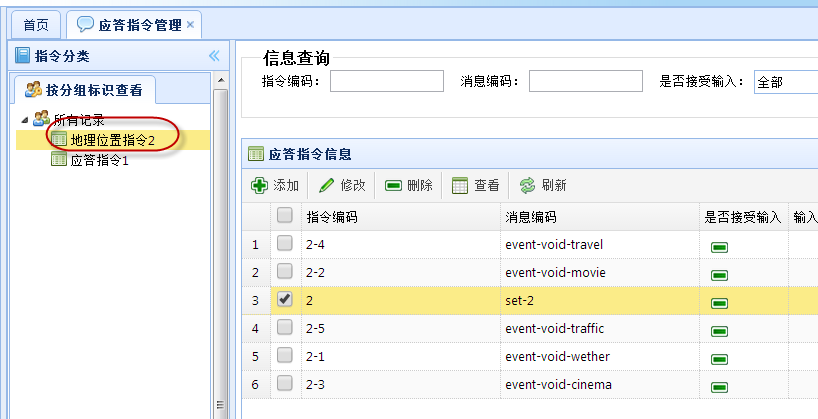 首页 应答指令管理 ×
指令分类
按分组标识查看
所有记录
地理位置指令2
应答指令1
信息查询
指令编码： 消息编码： 是否接受输入： 全部
应答指令信息
添加 修改 删除 查看 刷新
指令编码 消息编码 是否接受输入 输入
1 2-4 event-void-travel
2 2-2 event-void-movie
3 2 set-2
4 2-5 event-void-traffic
5 2-1 event-void-wether
6 2-3 event-void-cinema